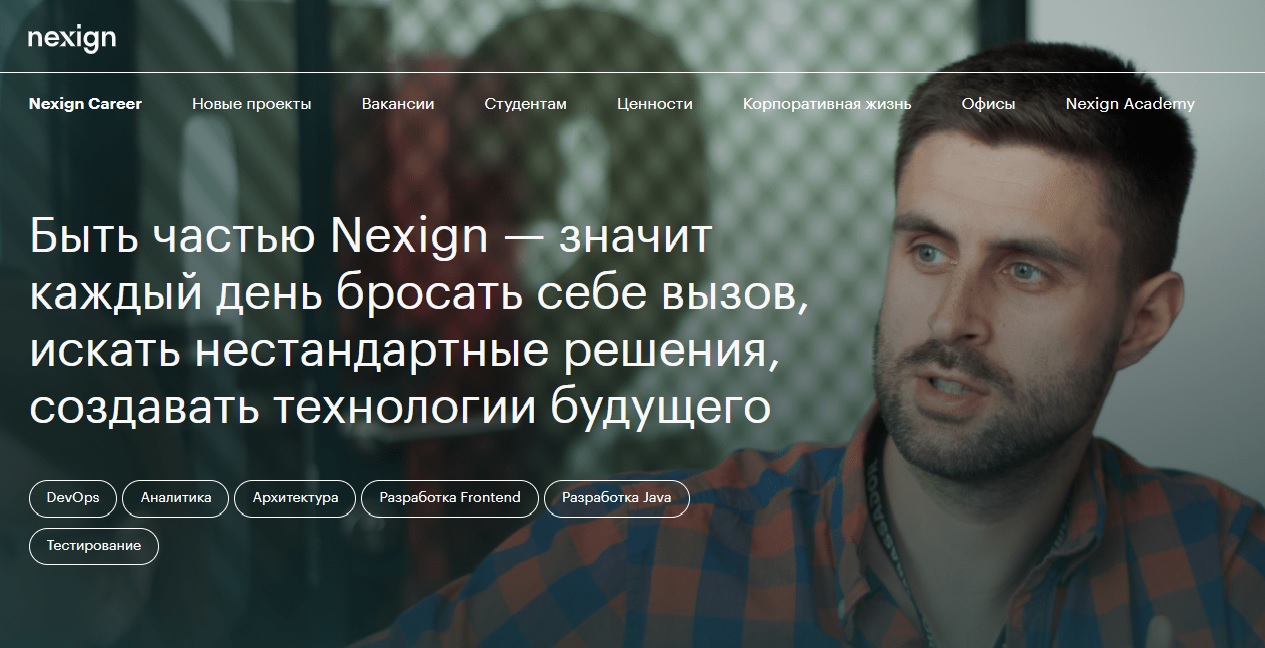 nexign
Nexign Career Новые проекты Вакансии Студентам Ценности Корпоративная жизнь Офисы Nexign Academy
Быть частью Nexign — значит
каждый день бросать себе вызов,
искать нестандартные решения,
создавать технологии будущего
DevOps Аналитика Архитектура Разработка Frontend Разработка Java
Тестирование